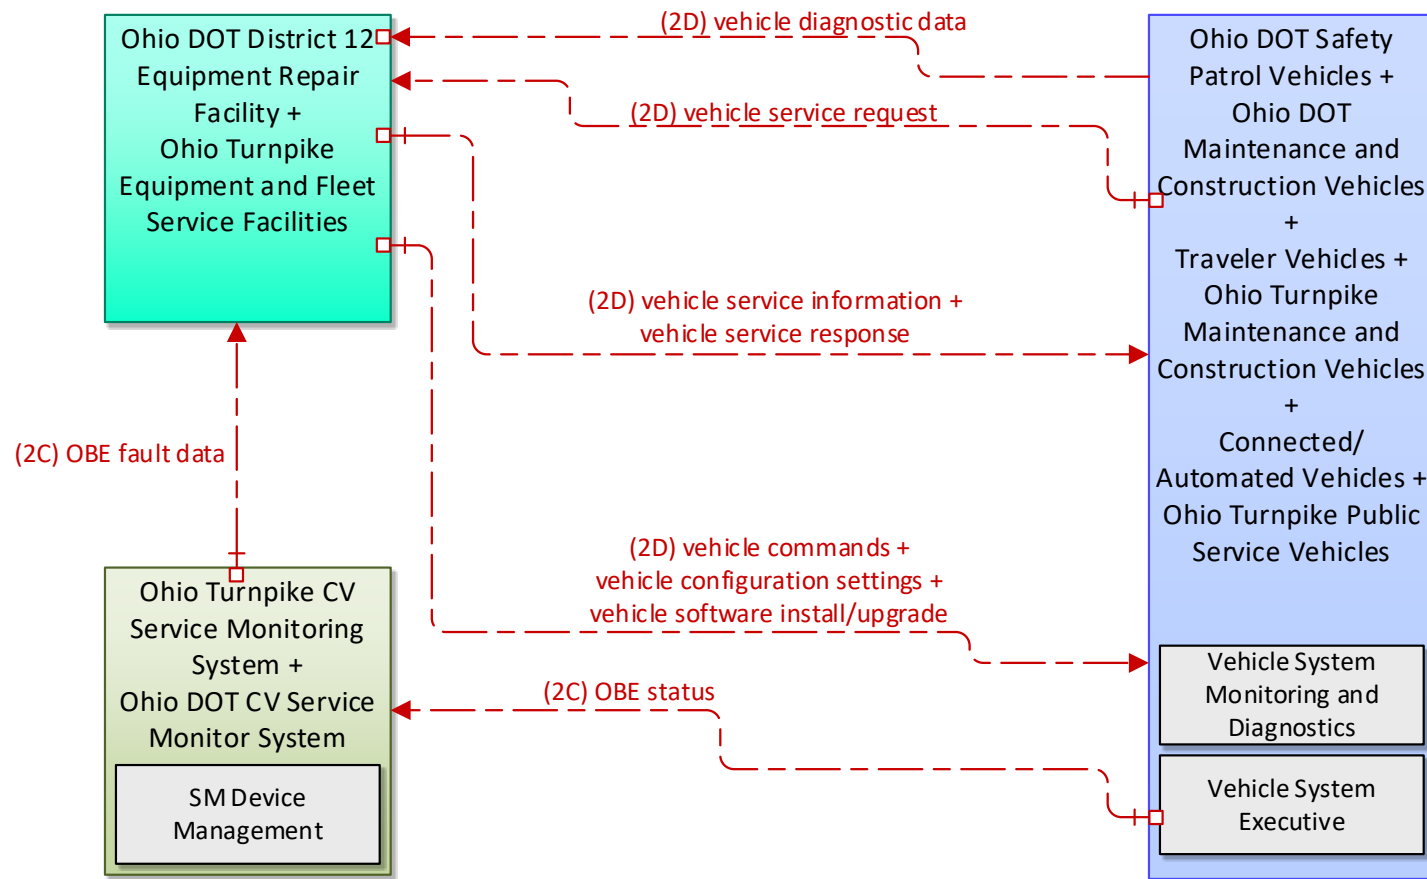 Ohio DOT District 12
Equipment Repair
Facility +
Ohio Turnpike
Equipment and Fleet
Service Facilities
(2D) vehicle diagnostic data
(2D) vehicle service request
(2D) vehicle service information +
vehicle service response
(2D) vehicle commands +
vehicle configuration settings +
vehicle software install/upgrade
(2C) OBE fault data
(2C) OBE status
Ohio Turnpike CV
Service Monitoring
System +
Ohio DOT CV Service
Monitor System
SM Device
Management
Ohio DOT Safety
Patrol Vehicles +
Ohio DOT
Maintenance and
Construction Vehicles
+
Traveler Vehicles +
Ohio Turnpike
Maintenance and
Construction Vehicles
+
Connected/
Automated Vehicles +
Ohio Turnpike Public
Service Vehicles
Vehicle System
Monitoring and
Diagnostics
Vehicle System
Executive